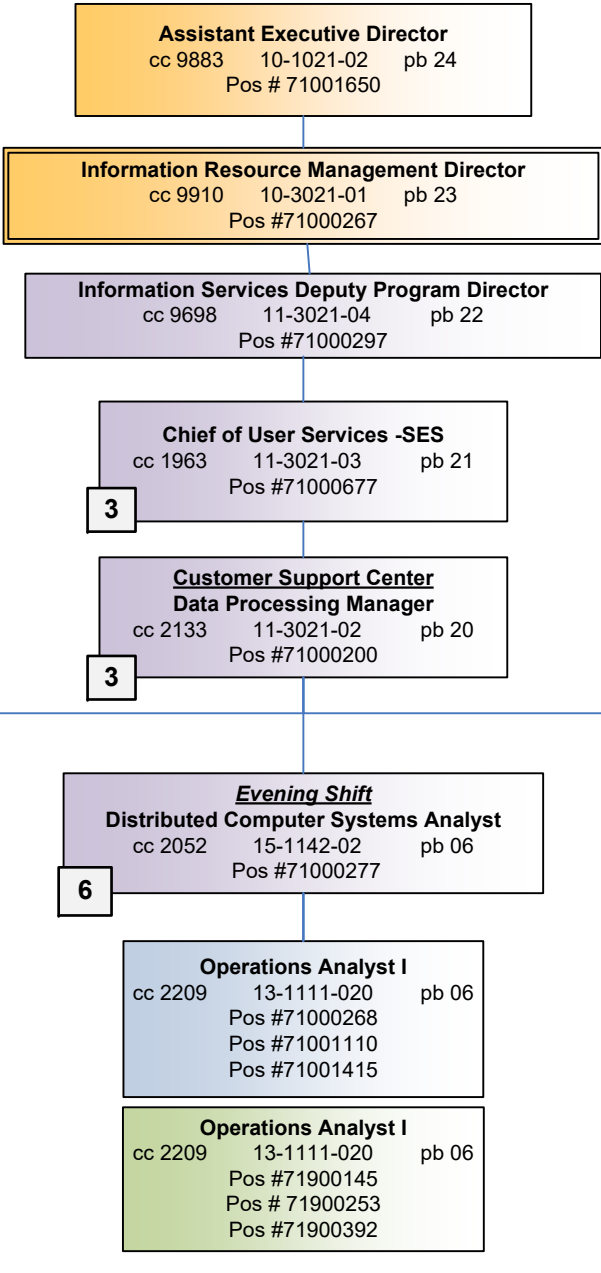 Assistant Executive Director
cc 9883 10-1021-02 pb 24
Pos # 71001650
Information Resource Management Director
cc 9910 10-3021-01 pb 23
Pos #71000267
Information Services Deputy Program Director
cc 9698 11-3021-04 pb 22
Pos #71000297
Chief of User Services -SES
cc 1963 11-3021-03 pb 21
Pos #71000677
3
Customer Support Center
Data Processing Manager
cc 2133 11-3021-02 pb 20
Pos #71000200
3
Evening Shift
Distributed Computer Systems Analyst
cc 2052 15-1142-02 pb 06
Pos #71000277
6
Operations Analyst I
cc 2209 13-1111-020 pb 06
Pos #71000268
Pos #71001110
Pos #71001415
Operations Analyst I
cc 2209 13-1111-020 pb 06
Pos #71900145
Pos # 71900253
Pos #71900392